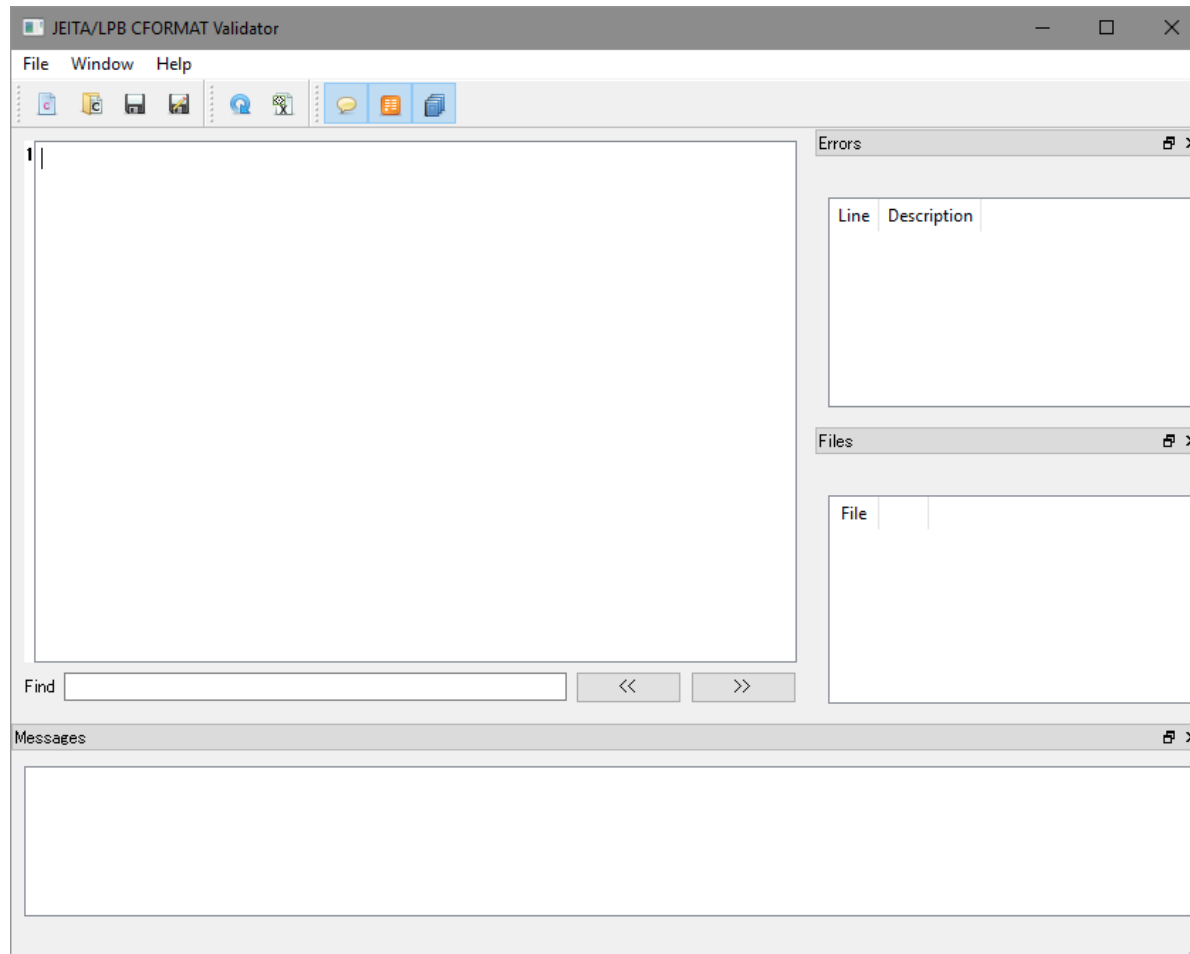 JEITA/LPB CFORMAT Validator
File Window Help
1
Errors
Line Description
Files
File
Find << >>
Messages